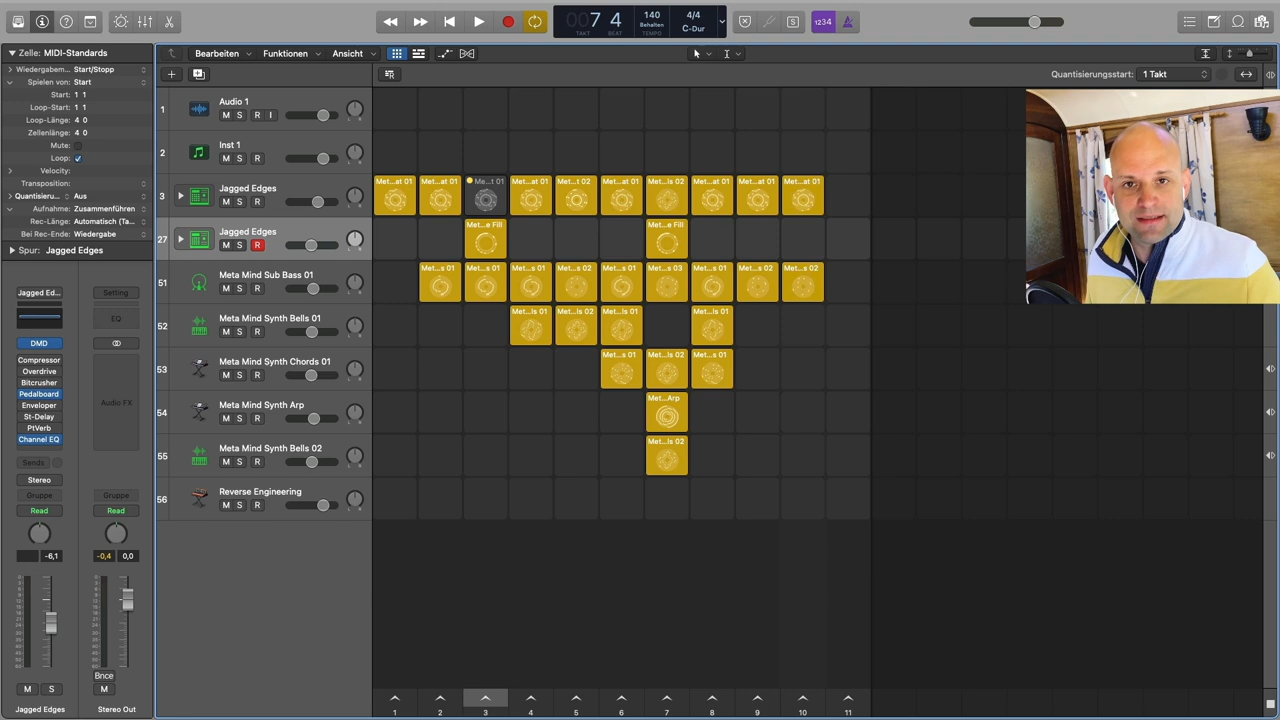 007 4
TAKT BEAT
140
Behalten
TEMPO
4/4
C-Dur
S
1234
Zelle: MIDI-Standards
Bearbeiten Funktionen Ansicht
Wiedergabem... Start/Stopp
Spielen von: Start
Start: 1 1
Loop-Start: 1 1
Loop-Länge: 4 0
Zellenlänge: 4 0
Mute:
Loop:
Velocity:
Transposition:
Quantisieru... Aus
Aufnahme: Zusammenführen
Rec-Länge: Automatisch (Ta...
Bei Rec-Ende: Wiedergabe
Spur: Jagged Edges
Quantisierungsstart: 1 Takt
1 Audio 1
M S R I
2 Inst 1
M S R
3 Jagged Edges
M S R
Met...at 01 Met...at 01 Me...t 01 Met...at 01 Met...t 02 Met...at 01 Met...ls 02 Met...at 01 Met...at 01 Met...at 01
27 Jagged Edges
M S R
Met...e Fill Met...e Fill
51 Meta Mind Sub Bass 01
M S R
Met...s 01 Met...s 01 Met...s 01 Met...s 02 Met...s 01 Met...s 03 Met...s 01 Met...s 02 Met...s 02
52 Meta Mind Synth Bells 01
M S R
Met...ls 01 Met...ls 02 Met...ls 01 Met...ls 01
53 Meta Mind Synth Chords 01
M S R
Met...s 01 Met...ls 02 Met...s 01
54 Meta Mind Synth Arp
M S R
Met...Arp
55 Meta Mind Synth Bells 02
M S R
Met...ls 02
56 Reverse Engineering
M S R
Jagged Ed... Setting
EQ
DMD
Compressor
Overdrive
Bitcrusher
Pedalboard
Enveloper
St-Delay
PtVerb
Channel EQ
Audio FX
Sends
Stereo
Gruppe Gruppe
Read Read
-6,1 -0,4 0,0
Bnce
M S M
Jagged Edges Stereo Out
1 2 3 4 5 6 7 8 9 10 11